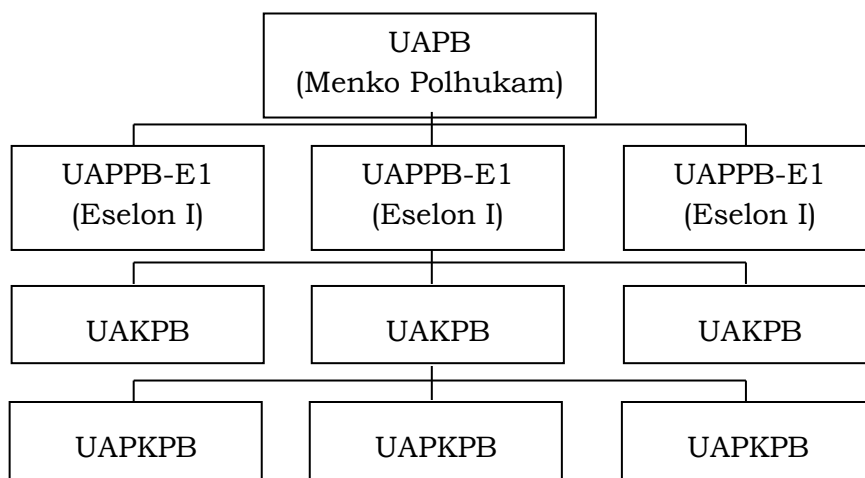 UAPB
(Menko Polhukam)
UAPPB-E1
(Eselon I)
UAPPB-E1
(Eselon I)
UAPPB-E1
(Eselon I)
UAKPB
UAKPB
UAKPB
UAPKPB
UAPKPB
UAPKPB